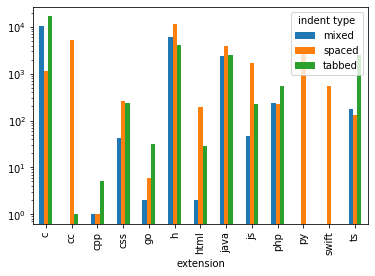 indent type
mixed
spaced
tabbed
10⁴
10³
10²
10¹
10⁰
c
cc
cpp
css
go
h
html
java
js
php
py
swift
ts
extension